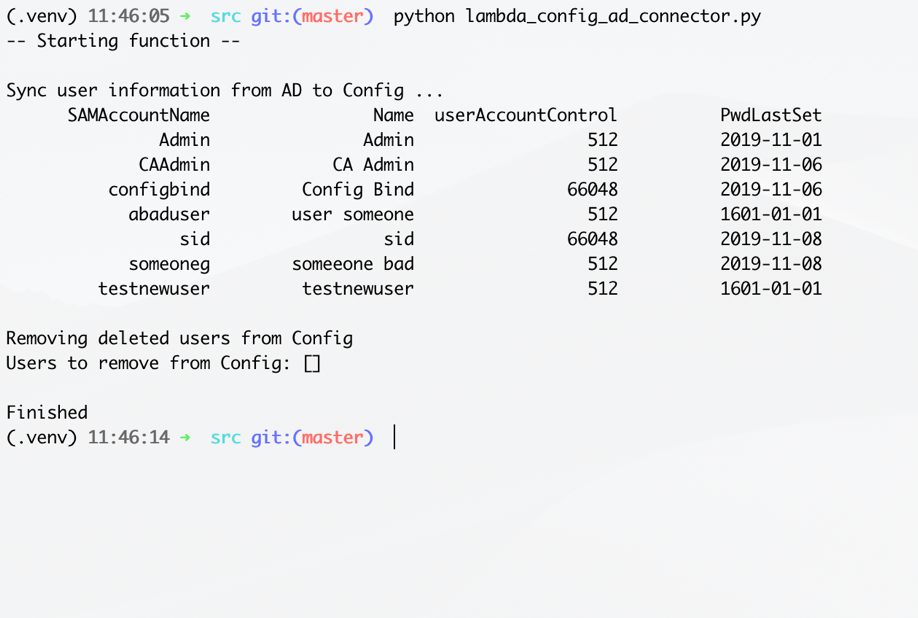 (.venv) 11:46:05 ➜ src git:(master) python lambda_config_ad_connector.py
-- Starting function --
Sync user information from AD to Config ...
SAMAccountName Name userAccountControl PwdLastSet
Admin Admin 512 2019-11-01
CAAdmin CA Admin 512 2019-11-06
configbind Config Bind 66048 2019-11-06
abaduser user someone 512 1601-01-01
sid sid 66048 2019-11-08
someoneg someeone bad 512 2019-11-08
testnewuser testnewuser 512 1601-01-01
Removing deleted users from Config
Users to remove from Config: []
Finished
(.venv) 11:46:14 ➜ src git:(master)